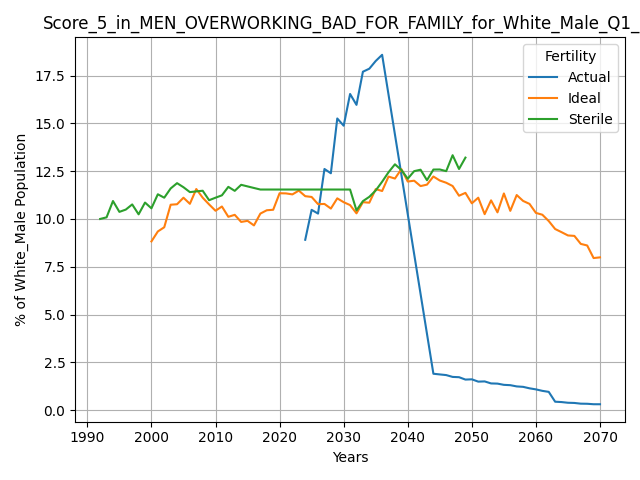 Score_5_in_MEN_OVERWORKING_BAD_FOR_FAMILY_for_White_Male_Q1_
Fertility
Actual
Ideal
Sterile
% of White_Male Population
17.5
15.0
12.5
10.0
7.5
5.0
2.5
0.0
1990 2000 2010 2020 2030 2040 2050 2060 2070
Years